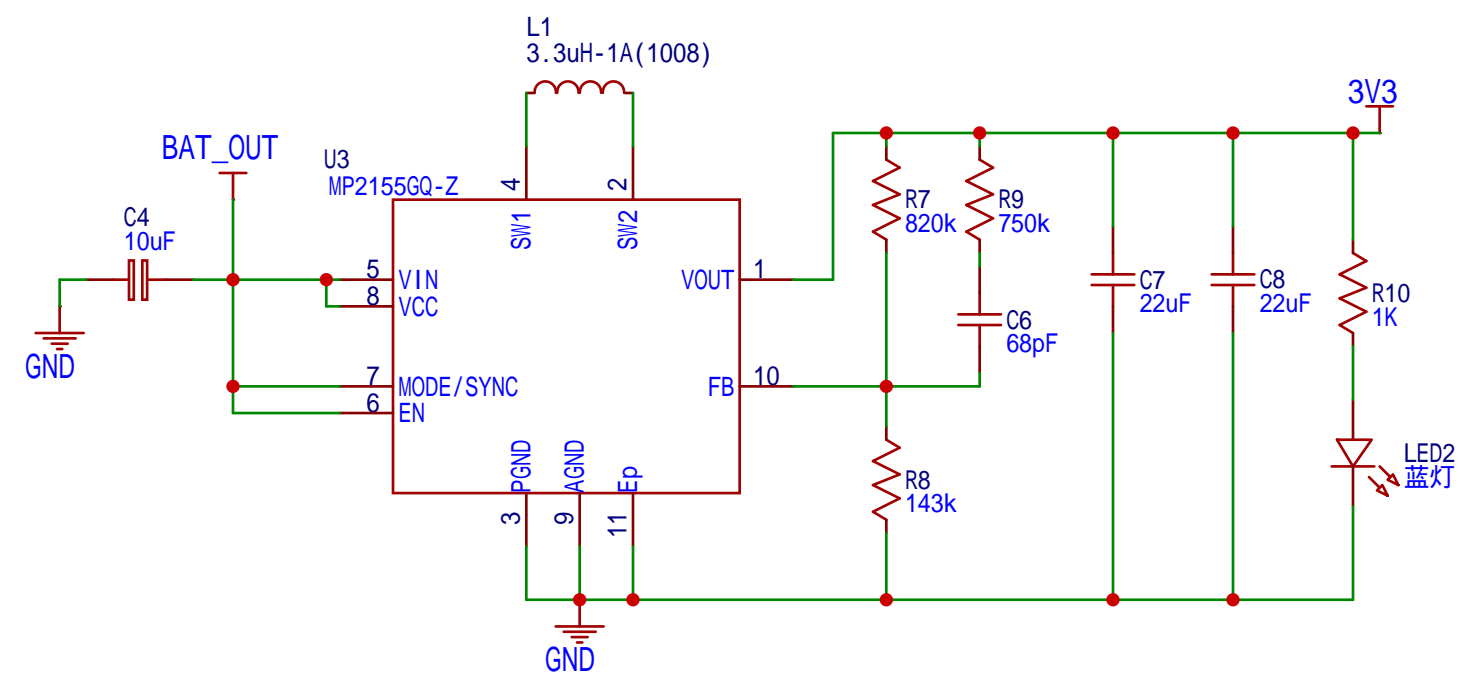 L1
3.3uH-1A(1008)
3V3
BAT_OUT
U3
MP2155GQ-Z
4
2
SW1
SW2
C4
10uF
GND
5
VIN
8
VCC
7
MODE/SYNC
6
EN
VOUT
1
FB
10
PGND
AGND
Ep
3
9
11
GND
R7
820k
R9
750k
C6
68pF
R8
143k
C7
22uF
C8
22uF
R10
1K
LED2
蓝灯